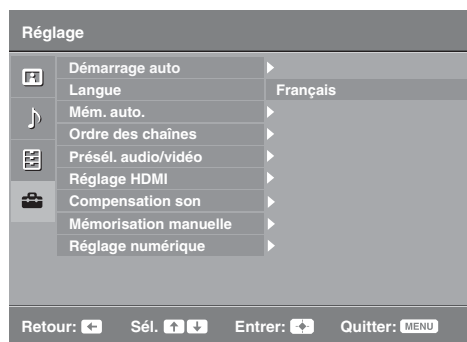 Réglage
Démarrage auto
Langue Français
Mém. auto.
Ordre des chaînes
Présél. audio/vidéo
Réglage HDMI
Compensation son
Mémorisation manuelle
Réglage numérique
Retour: Sél. Entrer: Quitter: MENU